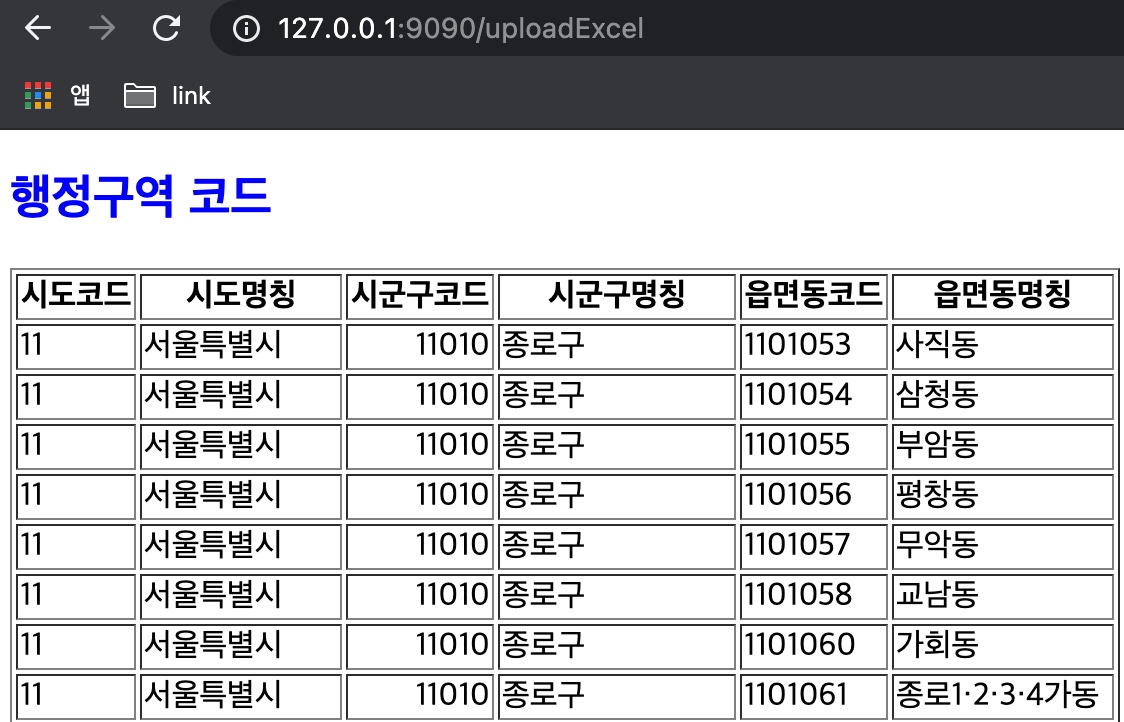 127.0.0.1:9090/uploadExcel
앱 link
행정구역 코드
시도코드 시도명칭 시군구코드 시군구명칭 읍면동코드 읍면동명칭
11 서울특별시 11010 종로구 1101053 사직동
11 서울특별시 11010 종로구 1101054 삼청동
11 서울특별시 11010 종로구 1101055 부암동
11 서울특별시 11010 종로구 1101056 평창동
11 서울특별시 11010 종로구 1101057 무악동
11 서울특별시 11010 종로구 1101058 교남동
11 서울특별시 11010 종로구 1101060 가회동
11 서울특별시 11010 종로구 1101061 종로1·2·3·4가동